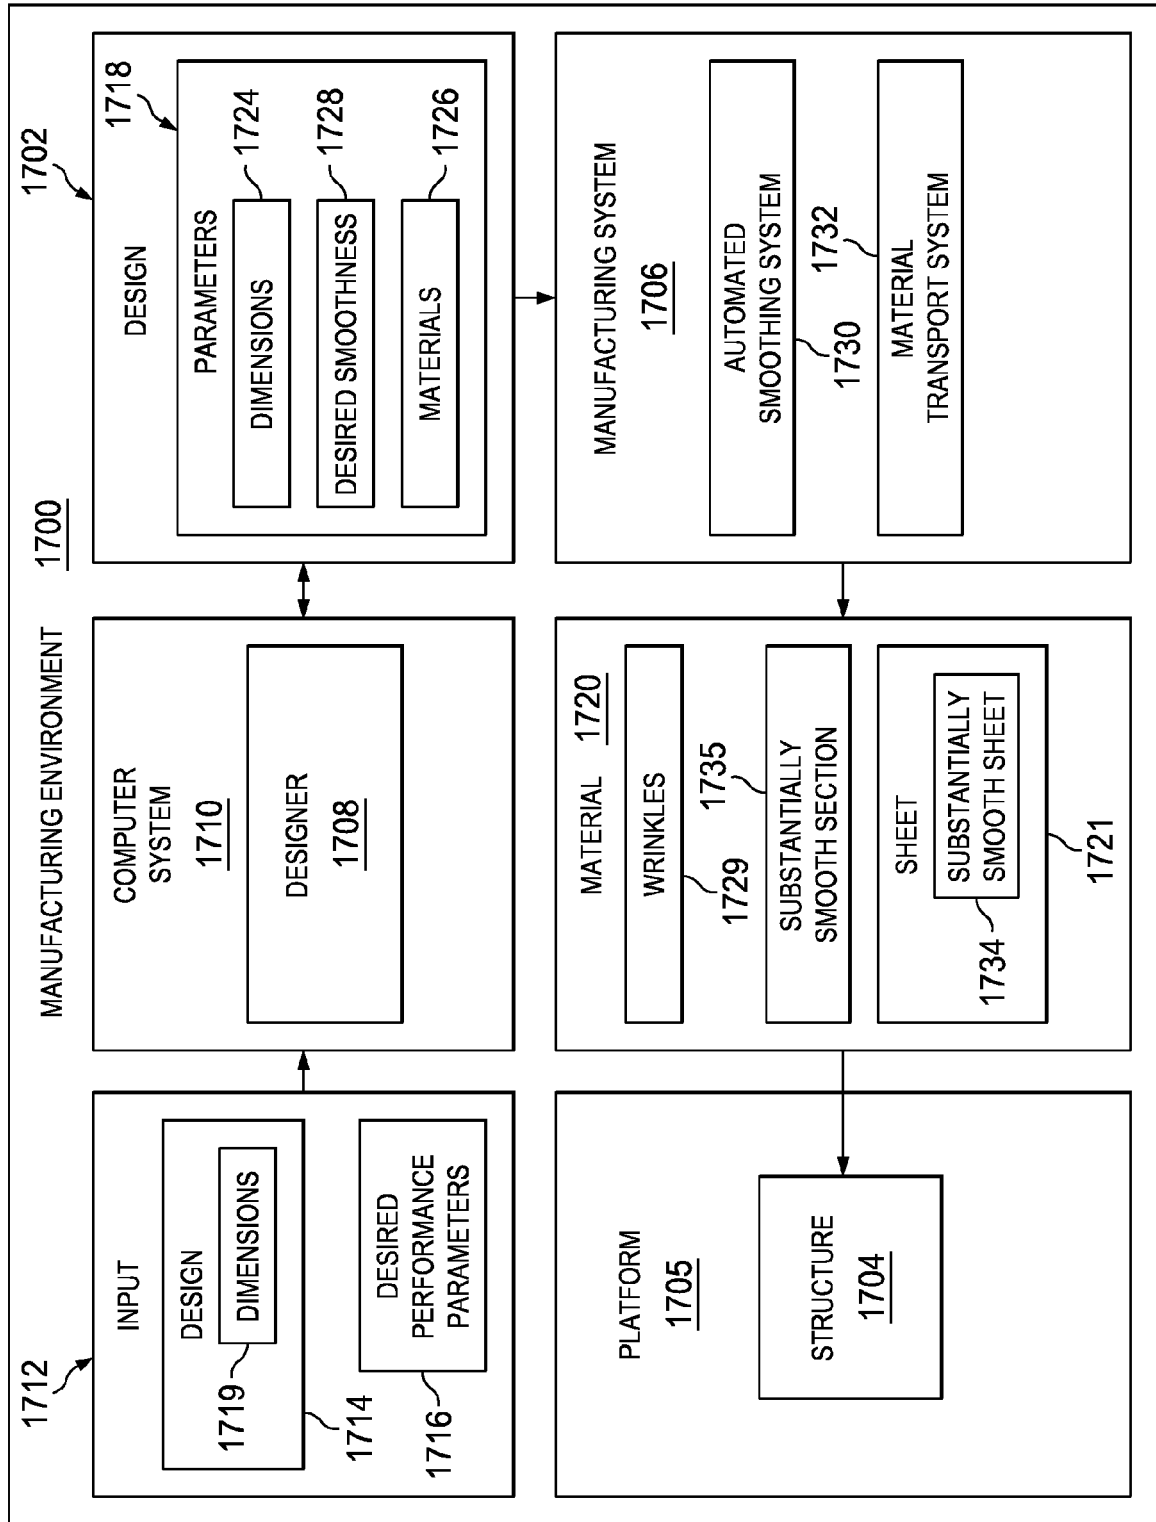 MANUFACTURING ENVIRONMENT
1700
1712
INPUT
DESIGN
DIMENSIONS
1719
1714
DESIRED
PERFORMANCE
PARAMETERS
1716
COMPUTER
SYSTEM
1710
DESIGNER
1708
1702
DESIGN
1718
PARAMETERS
DIMENSIONS
1724
DESIRED SMOOTHNESS
1728
MATERIALS
1726
PLATFORM
1705
STRUCTURE
1704
MATERIAL
1720
WRINKLES
1729
1735
SUBSTANTIALLY
SMOOTH SECTION
SHEET
SUBSTANTIALLY
SMOOTH SHEET
1734
1721
MANUFACTURING SYSTEM
1706
AUTOMATED
SMOOTHING SYSTEM
1730
1732
MATERIAL
TRANSPORT SYSTEM